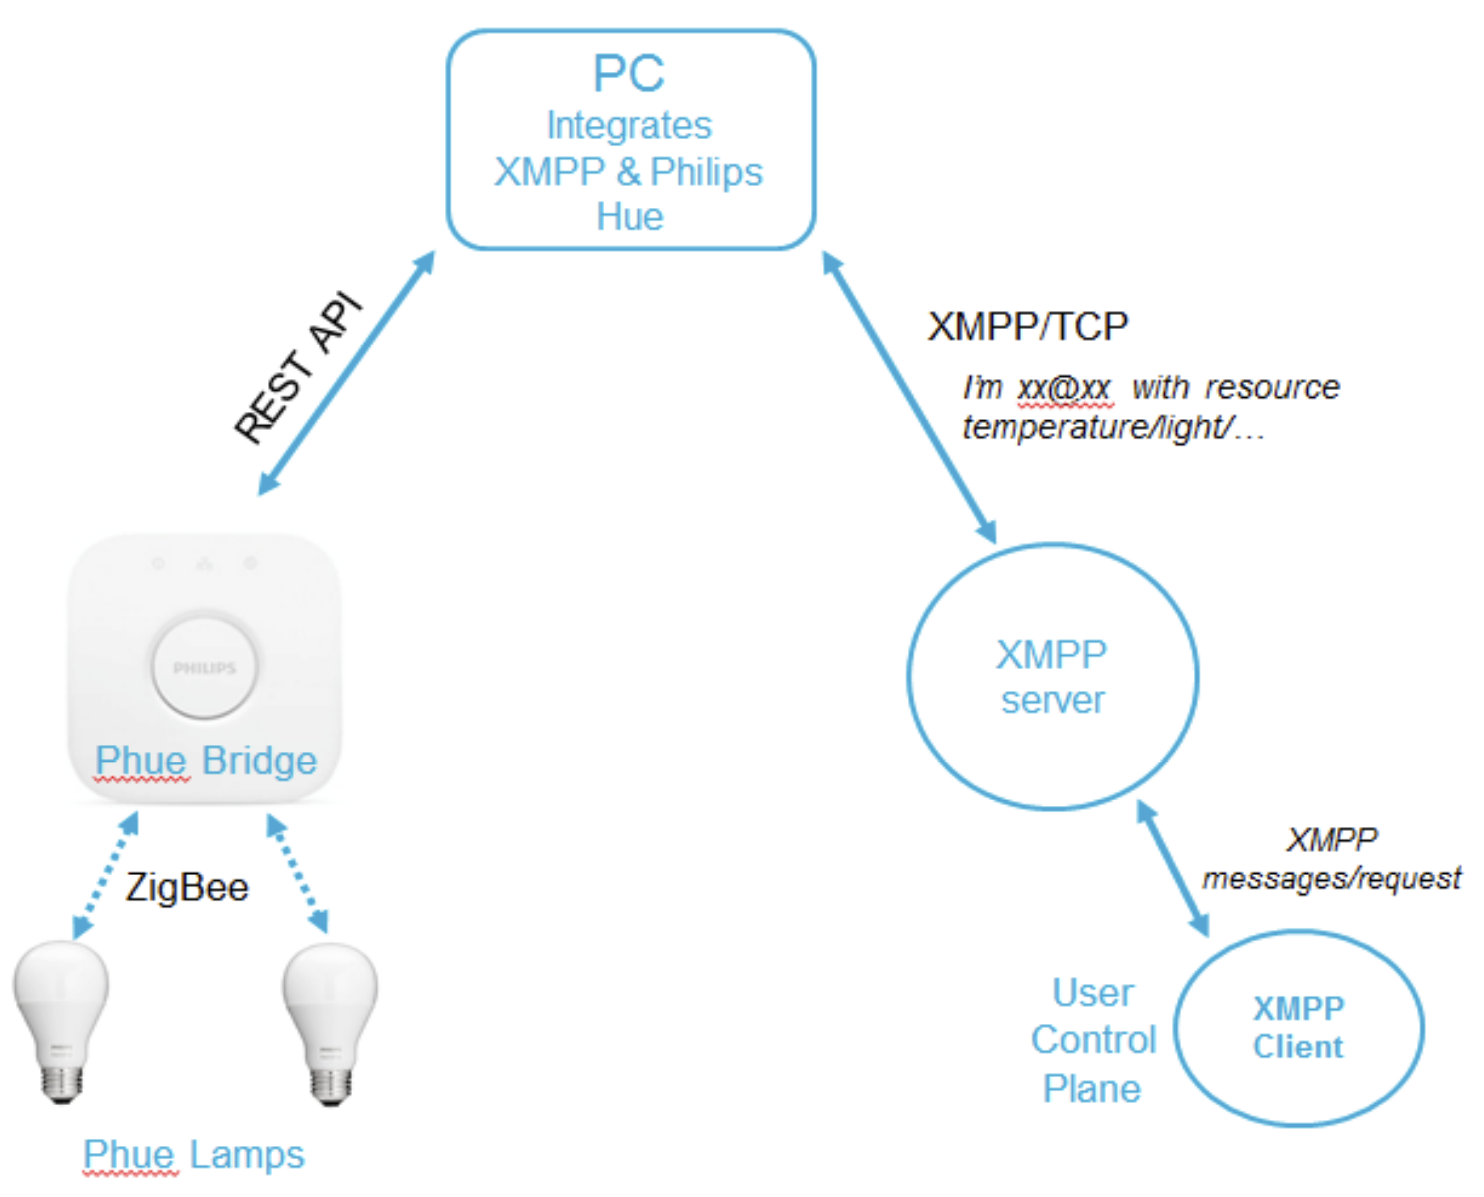 PC
Integrates
XMPP & Philips
Hue
REST API
XMPP/TCP
I'm xx@xx with resource
temperature/light/...
PHILIPS
Phue Bridge
XMPP
server
ZigBee
XMPP
messages/request
User
Control
Plane
XMPP
Client
Phue Lamps